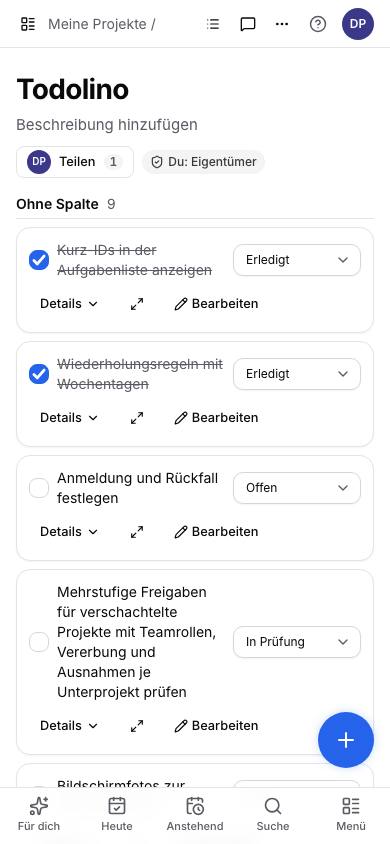 Meine Projekte /
DP
Todolino
Beschreibung hinzufügen
DP Teilen 1 Du: Eigentümer
Ohne Spalte 9
Kurz-IDs in der
Aufgabenliste anzeigen
Erledigt
Details Bearbeiten
Wiederholungsregeln mit
Wochentagen
Erledigt
Details Bearbeiten
Anmeldung und Rückfall
festlegen
Offen
Details Bearbeiten
Mehrstufige Freigaben
für verschachtelte
Projekte mit Teamrollen,
Vererbung und
Ausnahmen je
Unterprojekt prüfen
In Prüfung
Details Bearbeiten
Bildschirmfotos zur
Für dich Heute Anstehend Suche Menü